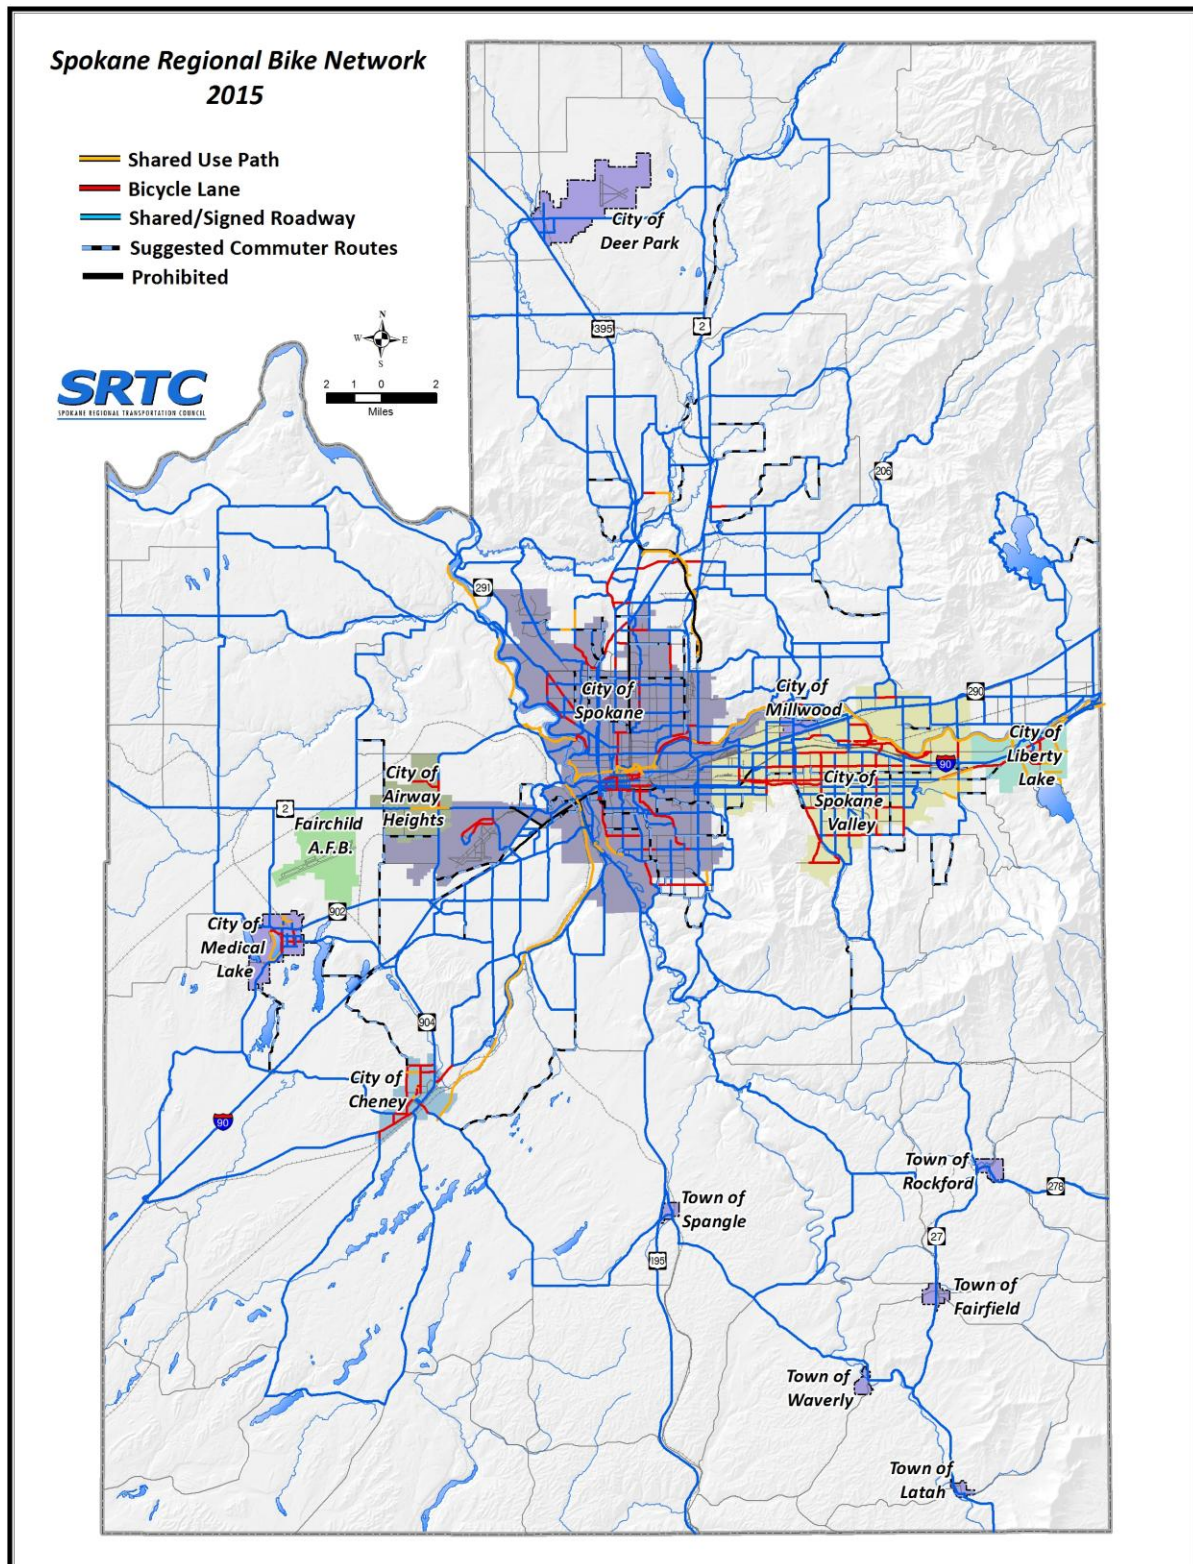 Spokane Regional Bike Network
2015
Shared Use Path
Bicycle Lane
Shared/Signed Roadway
Suggested Commuter Routes
Prohibited
N
W E
S
SRTC
SPOKANE REGIONAL TRANSPORTATION COUNCIL
2 1 0 2
Miles
City of
Deer Park
395
2
206
291
City of
Spokane
City of
Millwood
290
City of
Liberty
Lake
90
City of
Spokane
Valley
City of
Airway
Heights
2
Fairchild
A.F.B.
902
City of
Medical
Lake
904
City of
Cheney
90
Town of
Rockford
278
Town of
Spangle
27
195
Town of
Fairfield
Town of
Waverly
Town of
Latah